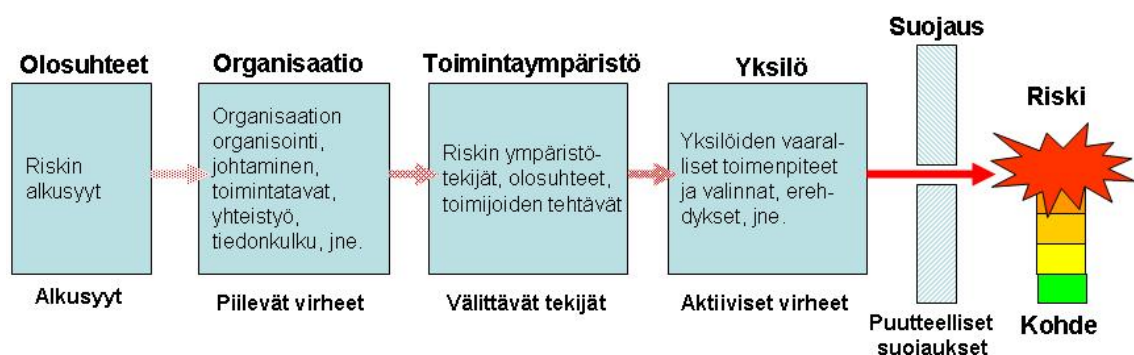 Olosuhteet
Riskin
alkusyyt
Alkusyyt
Organisaatio
Organisaation
organisointi,
johtaminen,
toimintatavat,
yhteistyö,
tiedonkulku, jne.
Piilevät virheet
Toimintaympäristö
Riskin ympäristö-
tekijät, olosuhteet,
toimijoiden tehtävät
Välittävät tekijät
Yksilö
Yksilöiden vaaral-
liset toimenpiteet
ja valinnat, ereh-
dykset, jne.
Aktiiviset virheet
Suojaus
Puutteelliset
suojaukset
Riski
Kohde